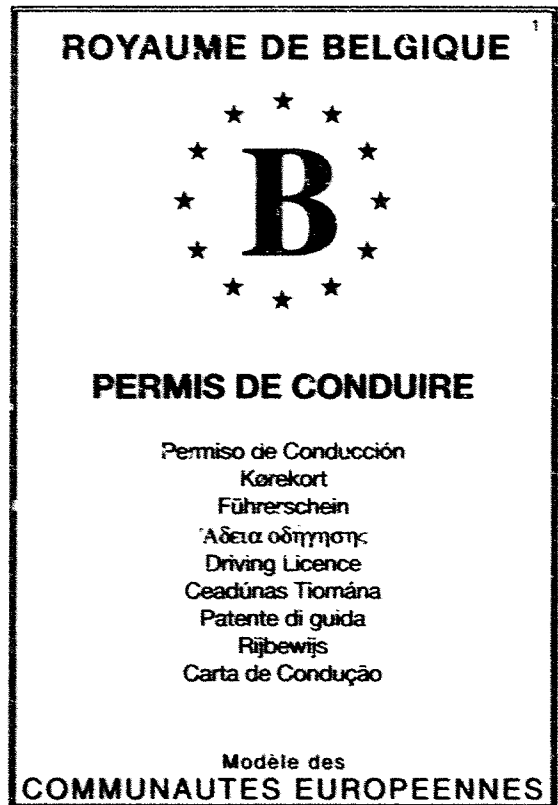 1
ROYAUME DE BELGIQUE
B
PERMIS DE CONDUIRE
Permiso de Conducción
Kørekort
Führerschein
Άδεια οδήγησης
Driving Licence
Ceadúnas Tiomána
Patente di guida
Rijbewijs
Carta de Condução
Modèle des
COMMUNAUTES EUROPEENNES